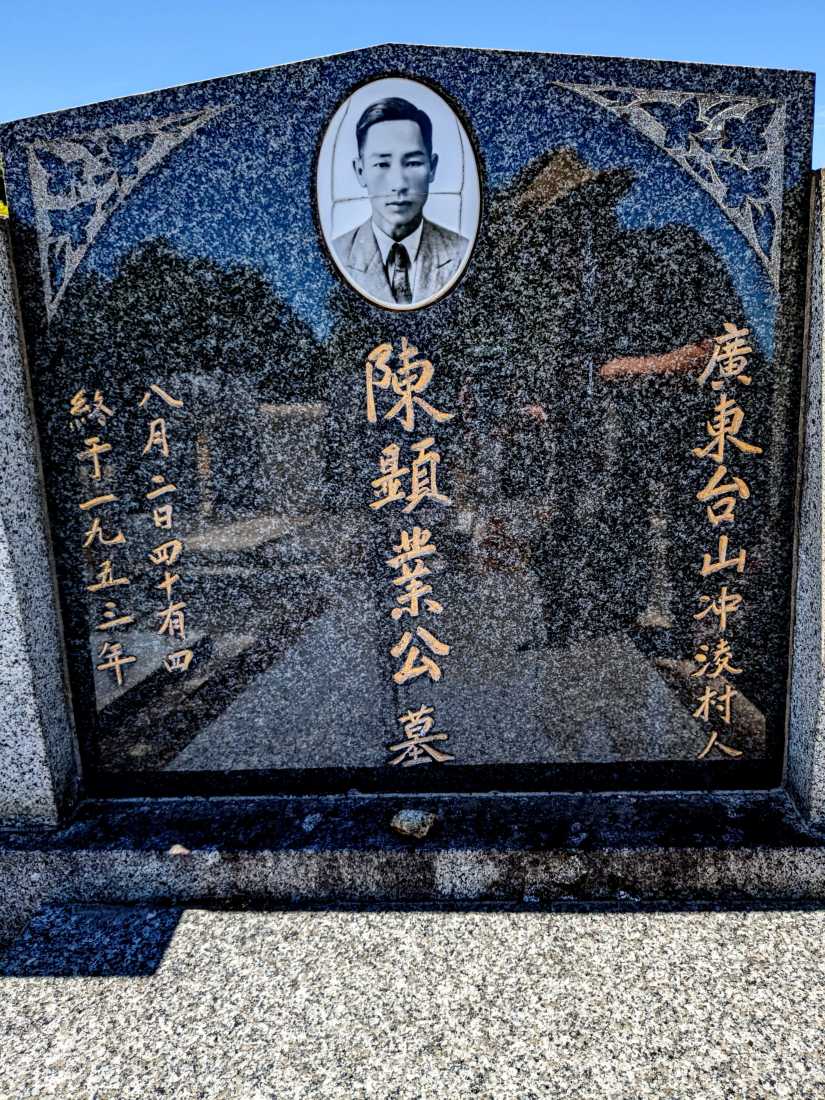 廣東台山冲淩村人
陳顕業公墓
終于一九五三年
八月二日四十有四